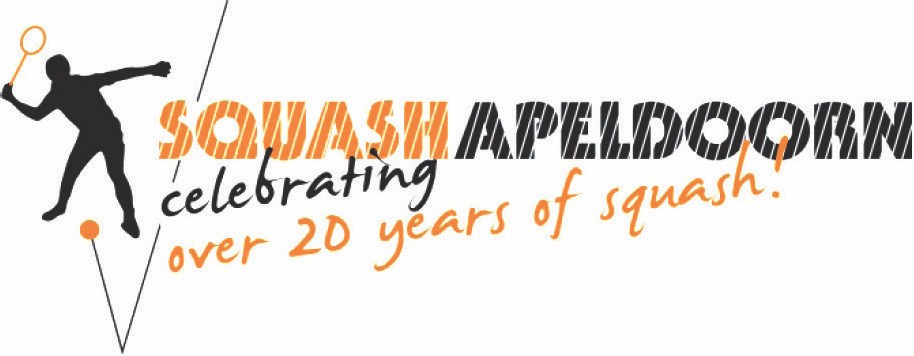 SQUASH APELDOORN
celebrating
over 20 years of squash!